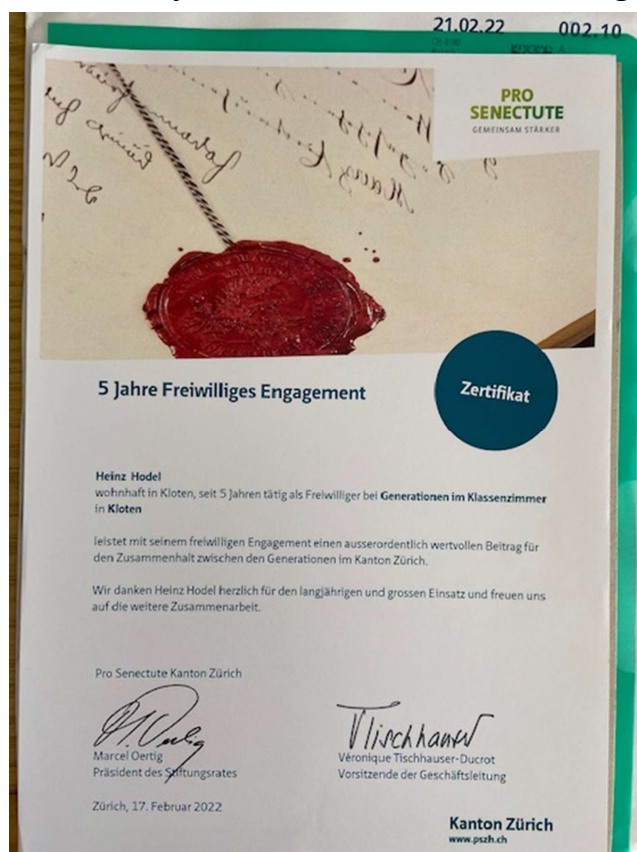 21.02.22 002.10
PRO
SENECTUTE
GEMEINSAM STÄRKER
5 Jahre Freiwilliges Engagement
Zertifikat
Heinz Hodel
wohnhaft in Kloten, seit 5 Jahren tätig als Freiwilliger bei Generationen im Klassenzimmer
in Kloten
leistet mit seinem freiwilligen Engagement einen ausserordentlich wertvollen Beitrag für
den Zusammenhalt zwischen den Generationen im Kanton Zürich.
Wir danken Heinz Hodel herzlich für den langjährigen und grossen Einsatz und freuen uns
auf die weitere Zusammenarbeit.
Pro Senectute Kanton Zürich
Marcel Oertig
Präsident des Stiftungsrates
VTischhauser
Véronique Tischhauser-Ducrot
Vorsitzende der Geschäftsleitung
Zürich, 17. Februar 2022
Kanton Zürich
www.pszh.ch